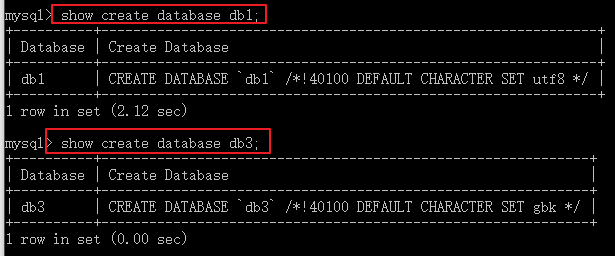 mysql> show create database db1;
+----------+--------------------------------------------------------------+
| Database | Create Database                                              |
+----------+--------------------------------------------------------------+
| db1      | CREATE DATABASE `db1` /*!40100 DEFAULT CHARACTER SET utf8 */ |
+----------+--------------------------------------------------------------+
1 row in set (2.12 sec)
mysql> show create database db3;
+----------+-------------------------------------------------------------+
| Database | Create Database                                             |
+----------+-------------------------------------------------------------+
| db3      | CREATE DATABASE `db3` /*!40100 DEFAULT CHARACTER SET gbk */ |
+----------+-------------------------------------------------------------+
1 row in set (0.00 sec)